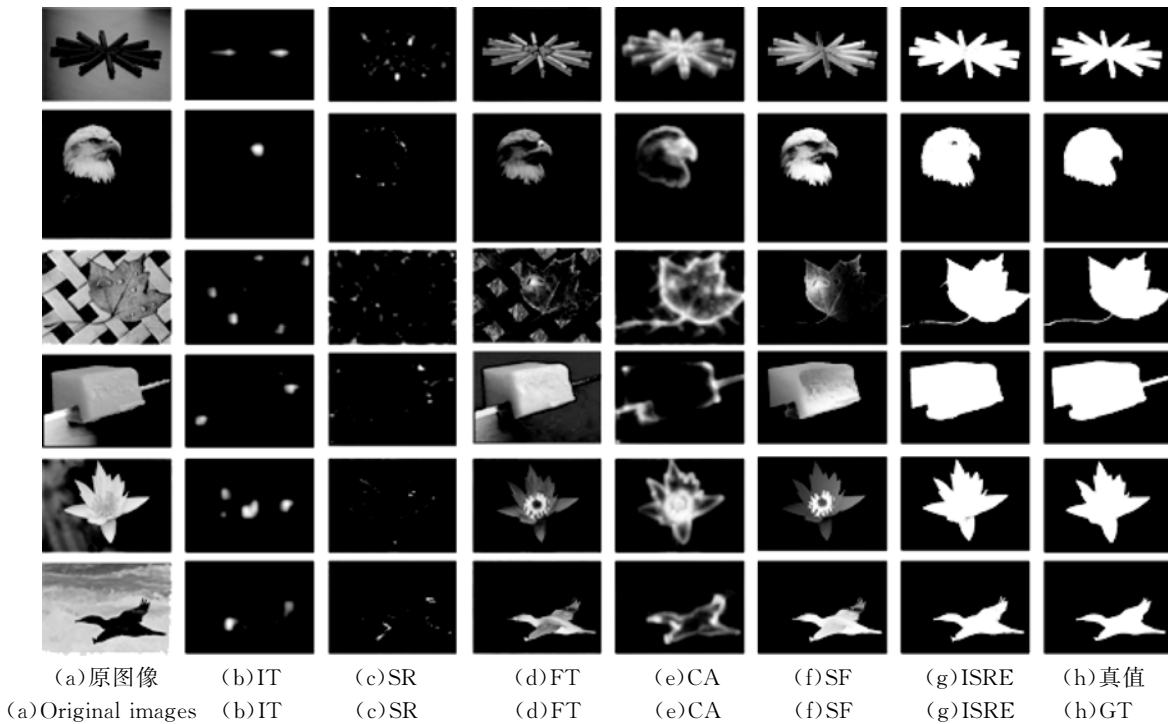 (a)原图像 (b)IT (c)SR (d)FT (e)CA (f)SF (g)ISRE (h)真值
(a)Original images (b)IT (c)SR (d)FT (e)CA (f)SF (g)ISRE (h)GT